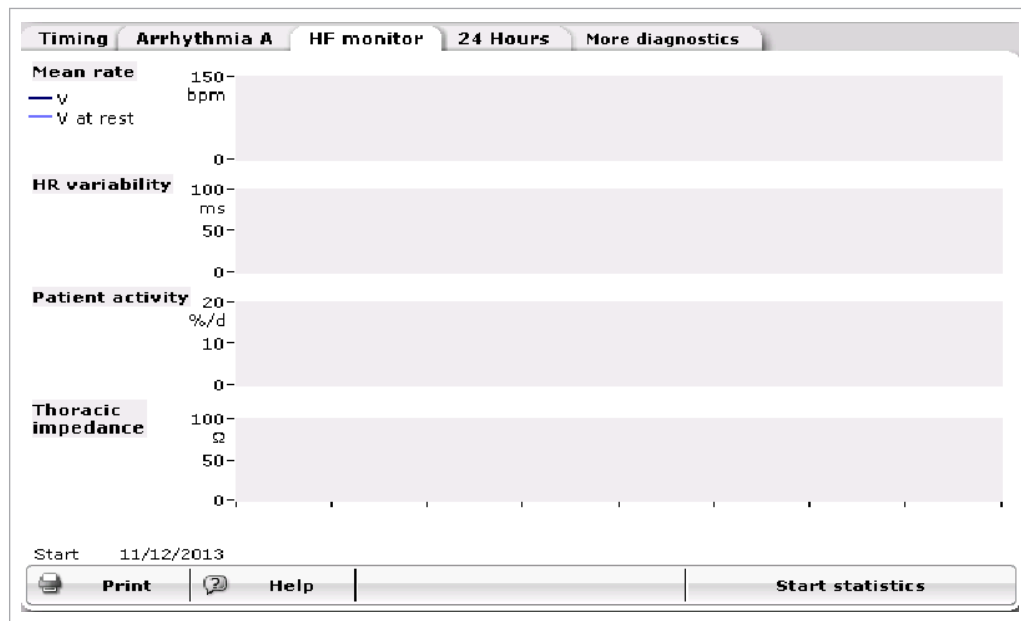 Timing Arrhythmia A HF monitor 24 Hours More diagnostics
Mean rate
V
V at rest
150
bpm
0
HR variability
100
ms
50
0
Patient activity
20
%/d
10
0
Thoracic
impedance
100
Ω
50
0
Start 11/12/2013
Print Help Start statistics